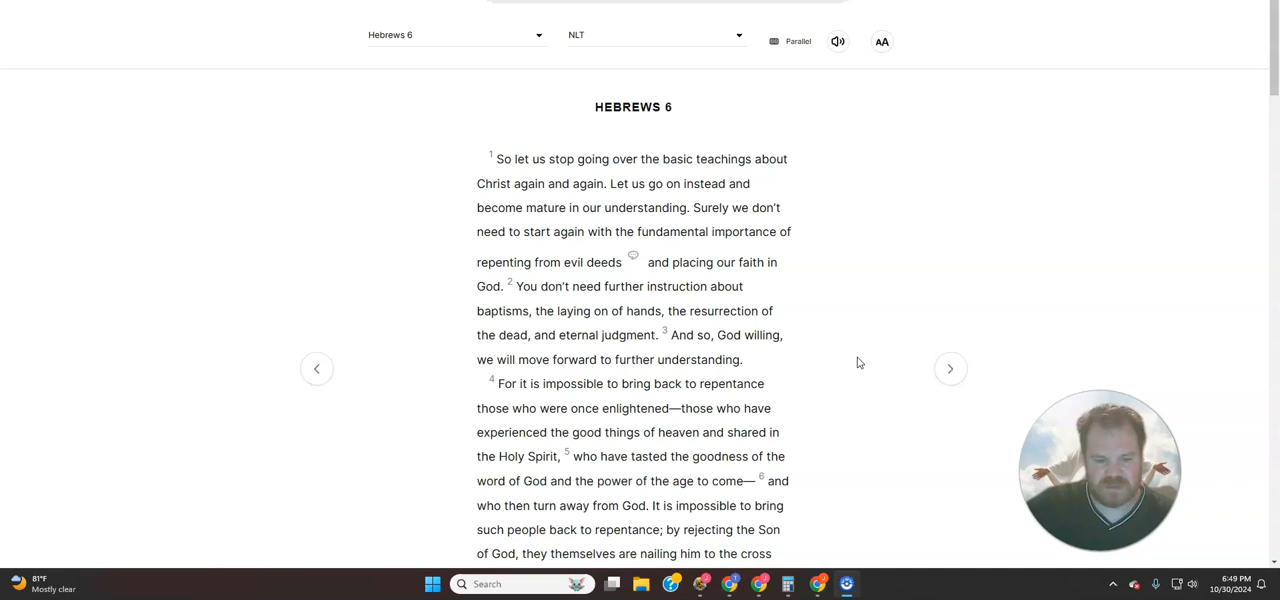 Hebrews 6
NLT
Parallel
AA
HEBREWS 6
1 So let us stop going over the basic teachings about
Christ again and again. Let us go on instead and
become mature in our understanding. Surely we don’t
need to start again with the fundamental importance of
repenting from evil deeds and placing our faith in
God. 2 You don’t need further instruction about
baptisms, the laying on of hands, the resurrection of
the dead, and eternal judgment. 3 And so, God willing,
we will move forward to further understanding.
4 For it is impossible to bring back to repentance
those who were once enlightened—those who have
experienced the good things of heaven and shared in
the Holy Spirit, 5 who have tasted the goodness of the
word of God and the power of the age to come— 6 and
who then turn away from God. It is impossible to bring
such people back to repentance; by rejecting the Son
of God, they themselves are nailing him to the cross
81°F
Mostly clear
Search
6:49 PM
10/30/2024